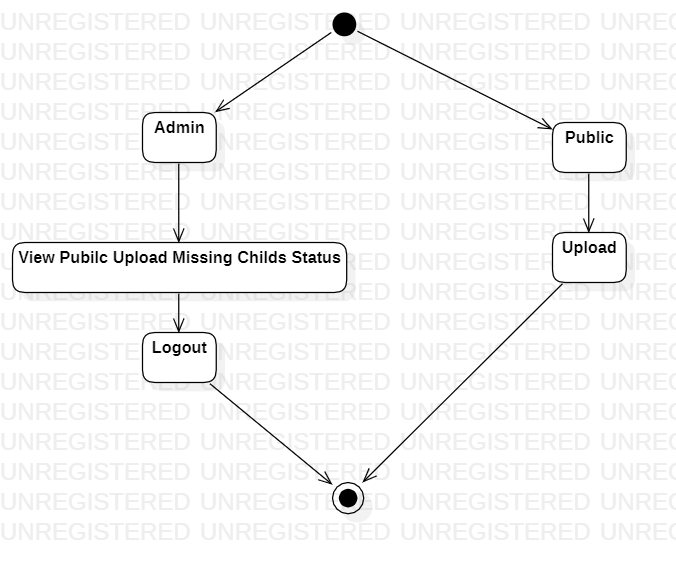 Admin
Public
View Pubilc Upload Missing Childs Status
Upload
Logout